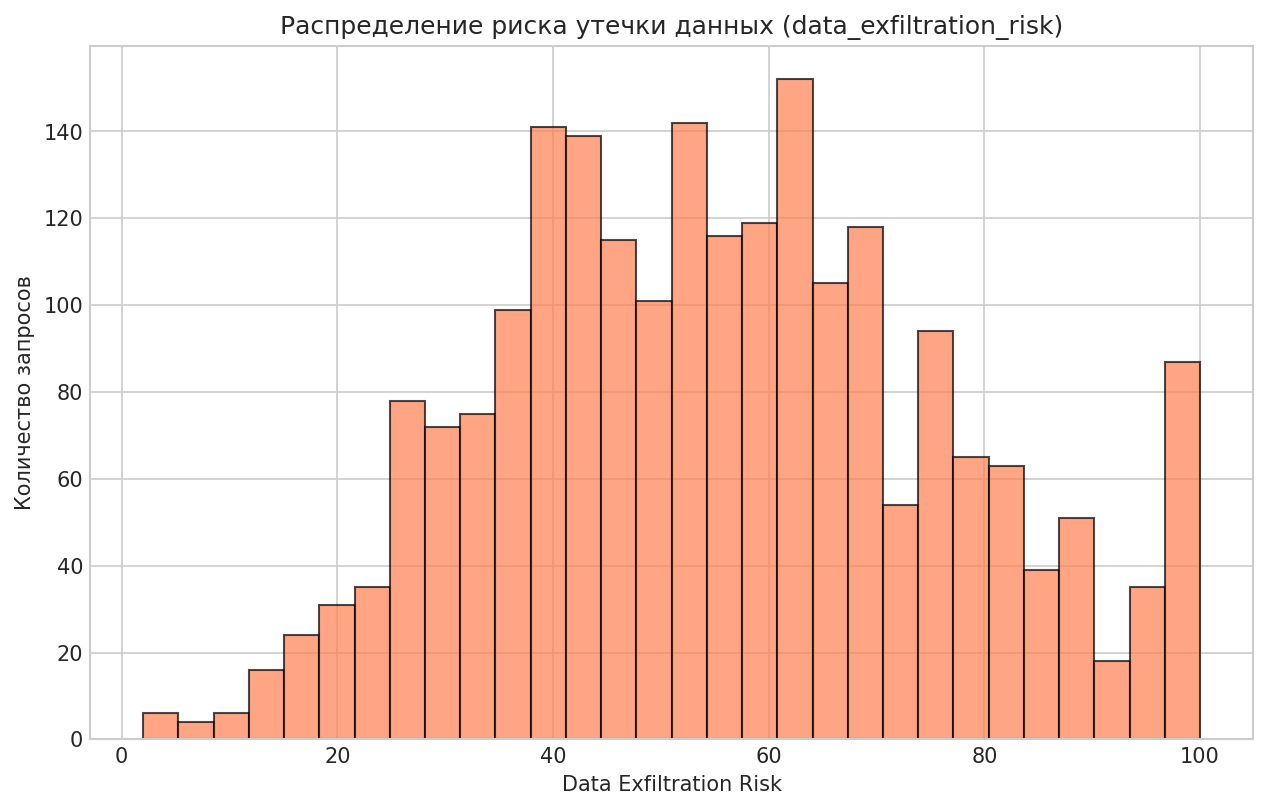 Распределение риска утечки данных (data_exfiltration_risk)
Количество запросов
140
120
100
80
60
40
20
0
0 20 40 60 80 100
Data Exfiltration Risk